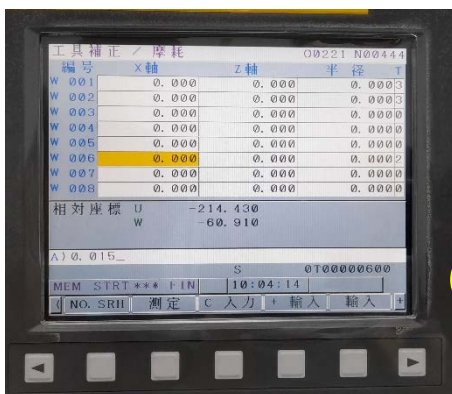 工具補正 / 摩耗 O0221 N00444
編号 X軸 Z軸 半径 T
W 001 0.000 0.000 0.000 3
W 002 0.000 0.000 0.000 3
W 003 0.000 0.000 0.000 0
W 004 0.000 0.000 0.000 0
W 005 0.000 0.000 0.000 0
W 006 0.000 0.000 0.000 2
W 007 0.000 0.000 0.000 0
W 008 0.000 0.000 0.000 0
相対座標 U -214.430
W -60.910
A)0.015_
S 0T00000600
MEM STRT *** FIN 10:04:14
( NO. SRH 測定 C 入力 + 輸入 輸入 +